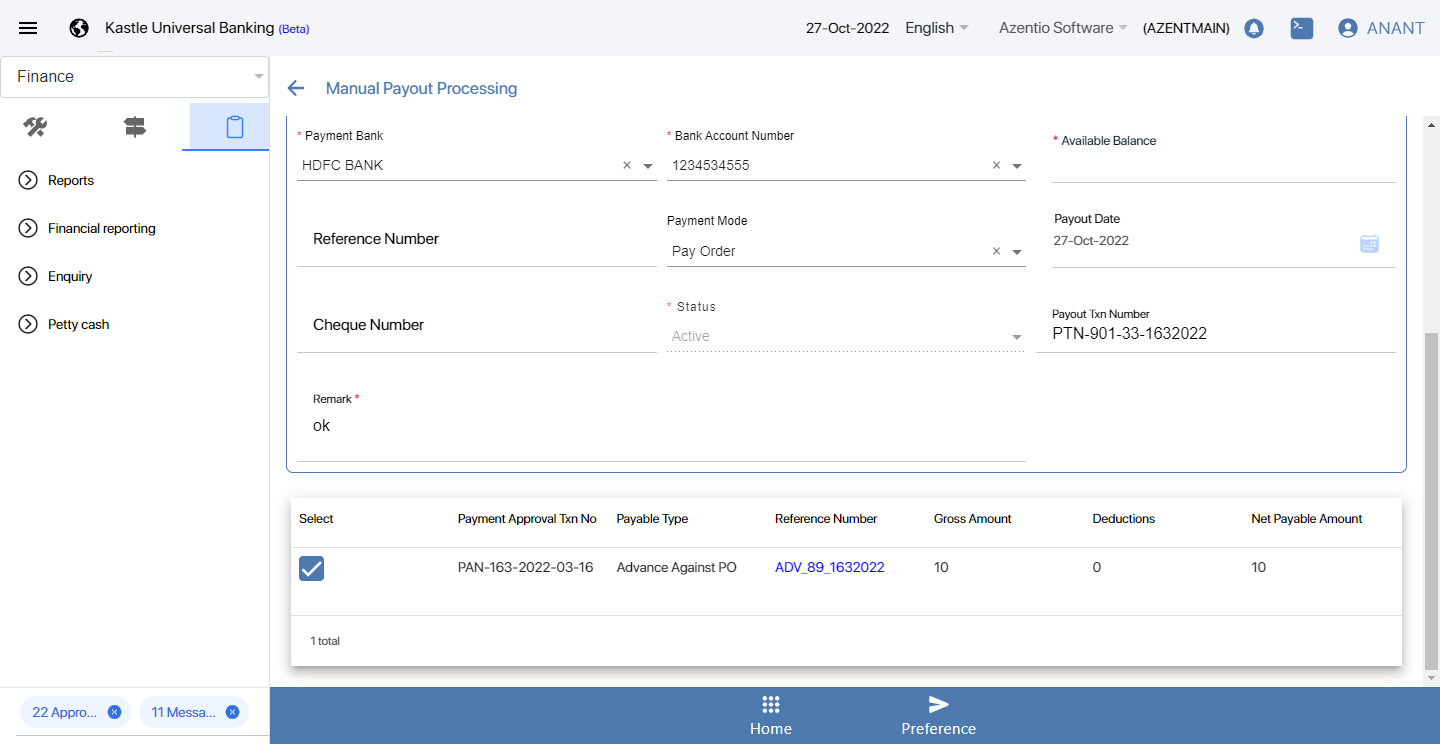 Kastle Universal Banking (Beta)
27-Oct-2022 English Azentio Software (AZENTMAIN) ANANT
Finance
Reports
Financial reporting
Enquiry
Petty cash
22 Appro...
11 Messa...
Manual Payout Processing
* Payment Bank
HDFC BANK
* Bank Account Number
1234534555
* Available Balance
Reference Number
Payment Mode
Pay Order
Payout Date
27-Oct-2022
Cheque Number
* Status
Active
Payout Txn Number
PTN-901-33-1632022
Remark *
ok
Select Payment Approval Txn No Payable Type Reference Number Gross Amount Deductions Net Payable Amount
PAN-163-2022-03-16 Advance Against PO ADV_89_1632022 10 0 10
1 total
Home
Preference